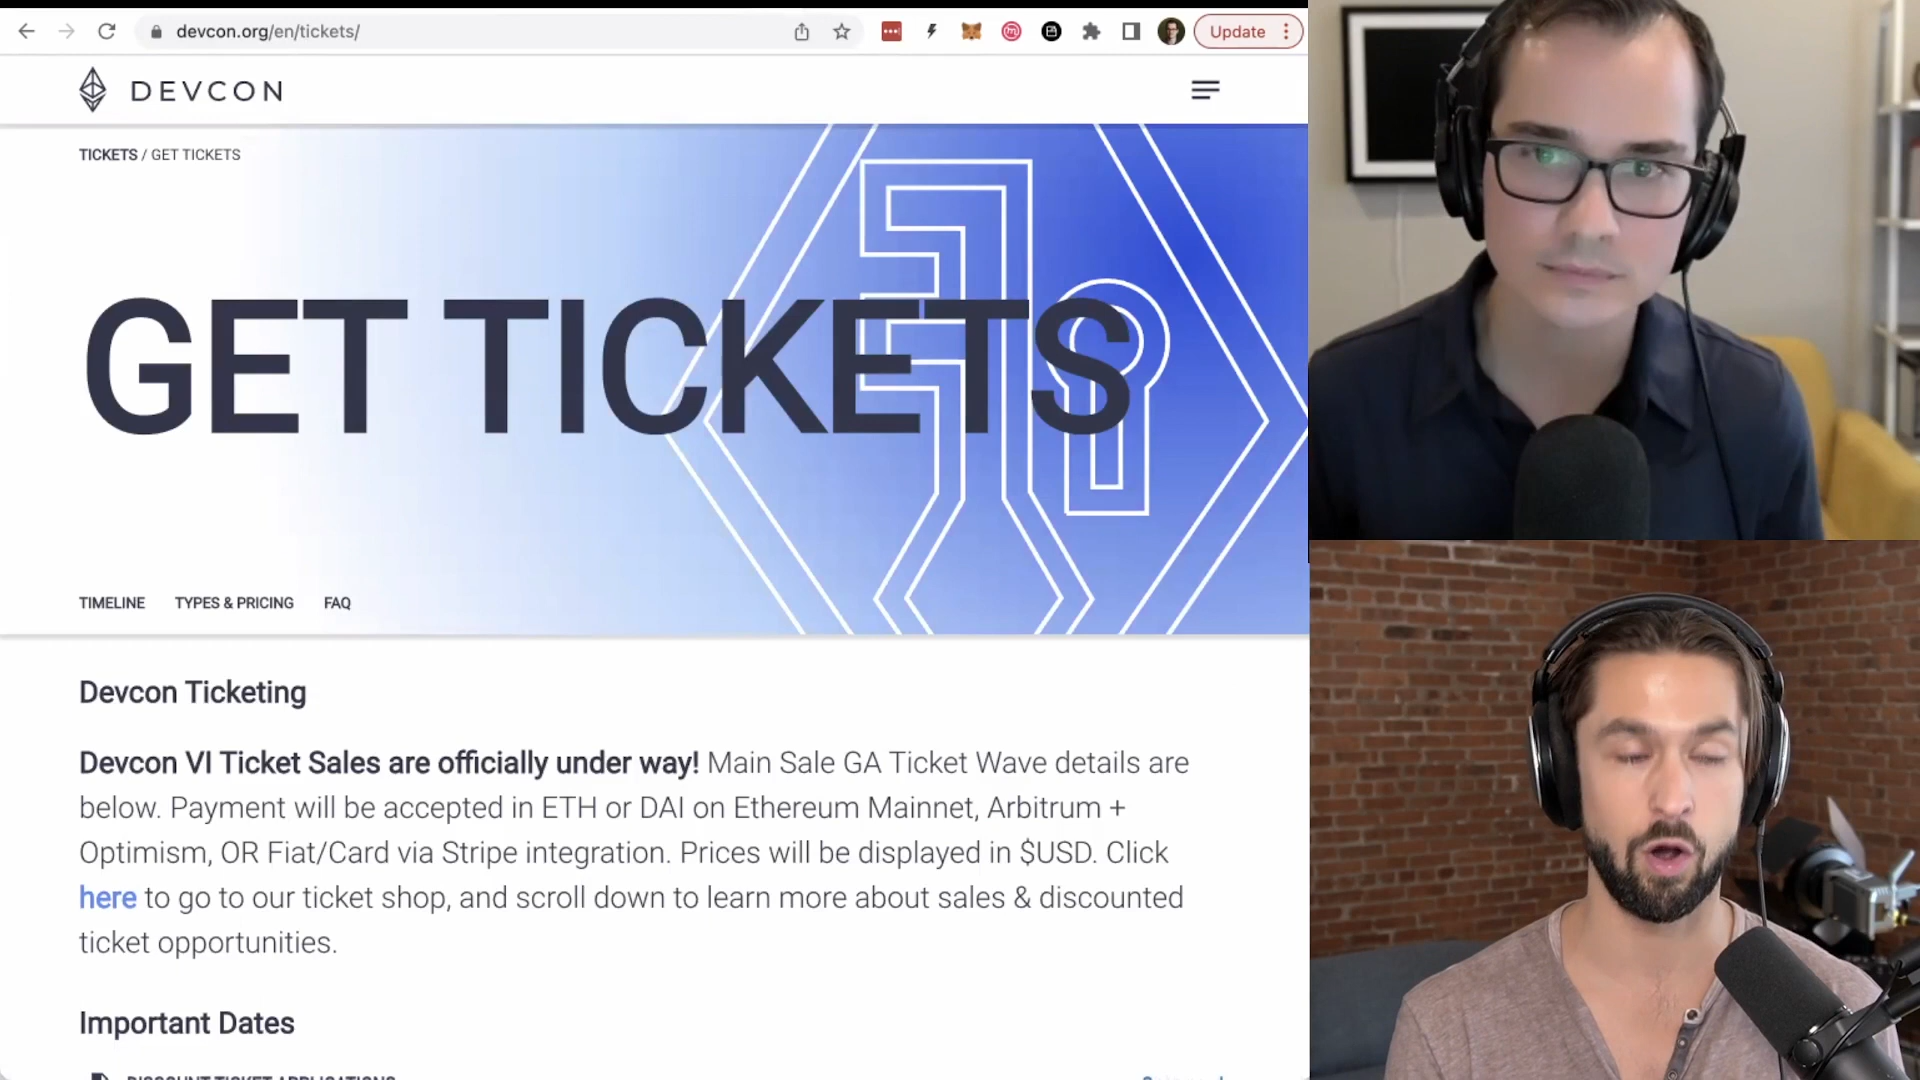 devcon.org/en/tickets/
Update
DEVCON
TICKETS / GET TICKETS
GET TICKETS
TIMELINE TYPES & PRICING FAQ
Devcon Ticketing
Devcon VI Ticket Sales are officially under way! Main Sale GA Ticket Wave details are
below. Payment will be accepted in ETH or DAI on Ethereum Mainnet, Arbitrum +
Optimism, OR Fiat/Card via Stripe integration. Prices will be displayed in $USD. Click
here to go to our ticket shop, and scroll down to learn more about sales & discounted
ticket opportunities.
Important Dates
DISCOUNT TICKET APPLICATIONS